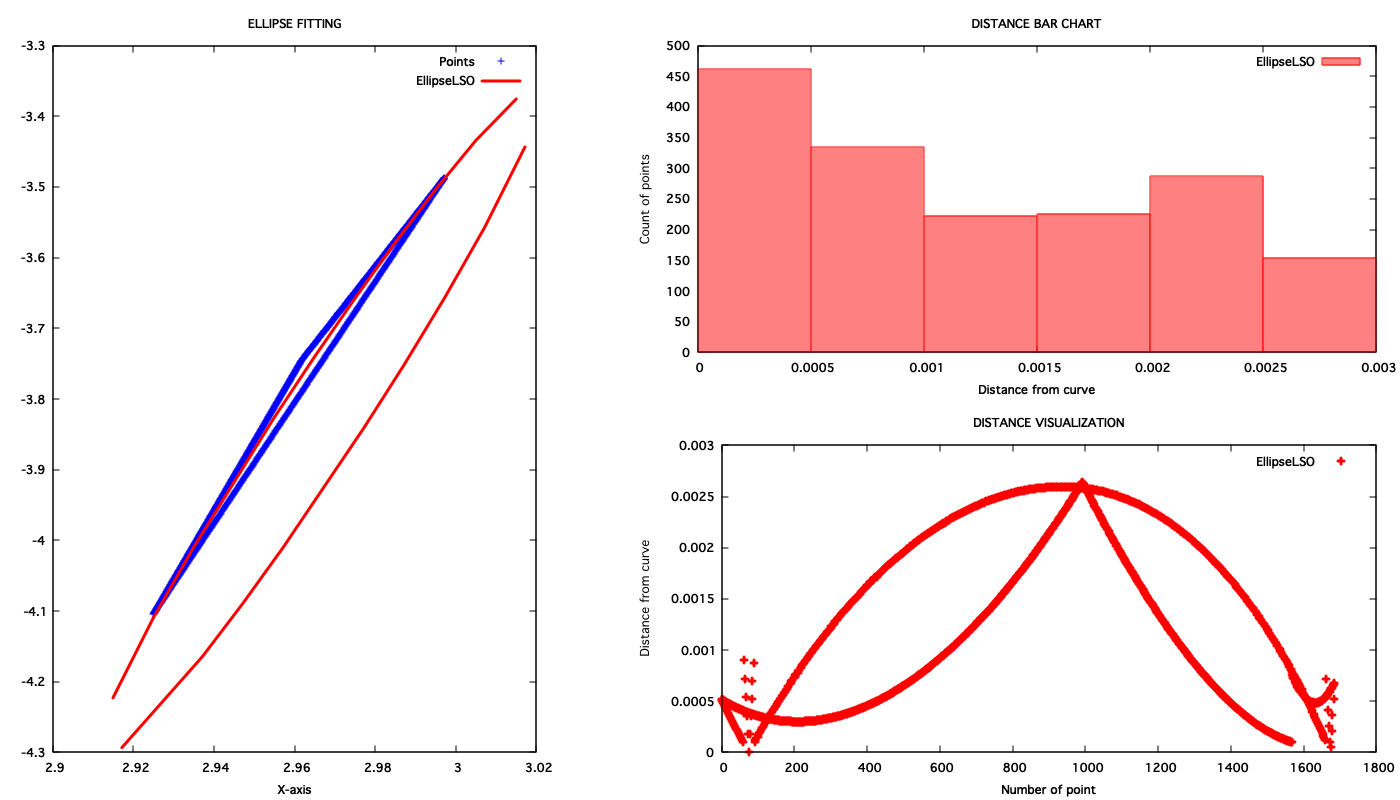 ELLIPSE FITTING
Points
EllipseLSO
-3.3
-3.4
-3.5
-3.6
-3.7
-3.8
-3.9
-4
-4.1
-4.2
-4.3
2.9 2.92 2.94 2.96 2.98 3 3.02
X-axis
DISTANCE BAR CHART
EllipseLSO
Count of points
500
450
400
350
300
250
200
150
100
50
0
0 0.0005 0.001 0.0015 0.002 0.0025 0.003
Distance from curve
DISTANCE VISUALIZATION
EllipseLSO
Distance from curve
0.003
0.0025
0.002
0.0015
0.001
0.0005
0
0 200 400 600 800 1000 1200 1400 1600 1800
Number of point